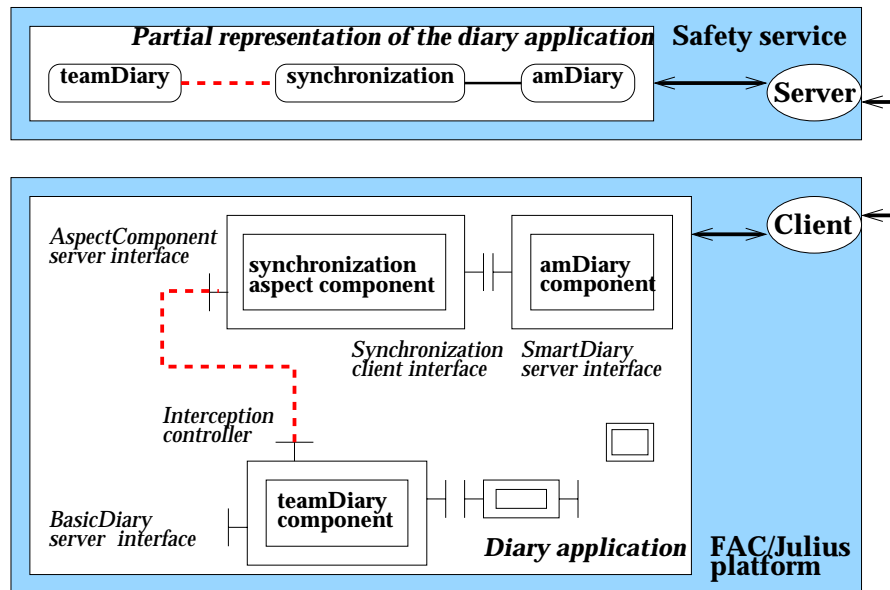 Partial representation of the diary application
Safety service
teamDiary
synchronization
amDiary
Server
AspectComponent
server interface
synchronization
aspect component
amDiary
component
Client
Synchronization
client interface
SmartDiary
server interface
Interception
controller
teamDiary
component
BasicDiary
server interface
Diary application
FAC/Julius
platform